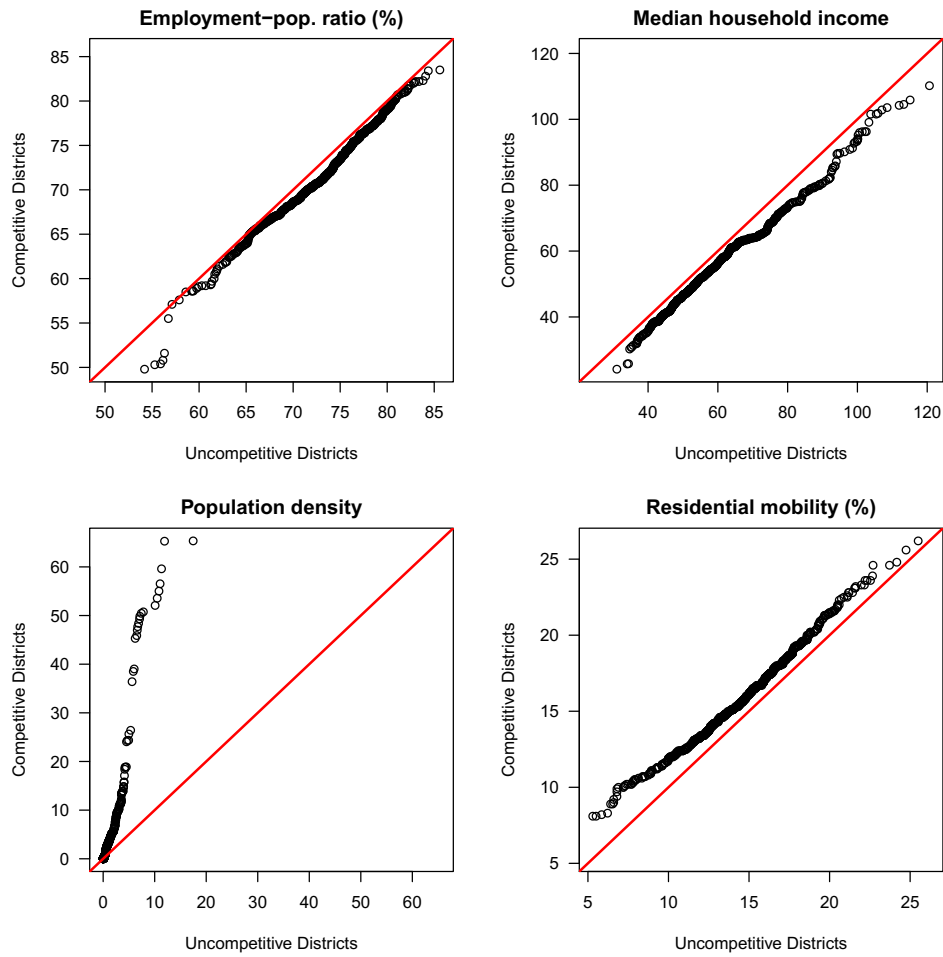 Employment−pop. ratio (%)
Competitive Districts
85
80
75
70
65
60
55
50
50 55 60 65 70 75 80 85
Uncompetitive Districts
Median household income
Competitive Districts
120
100
80
60
40
40 60 80 100 120
Uncompetitive Districts
Population density
Competitive Districts
60
50
40
30
20
10
0
0 10 20 30 40 50 60
Uncompetitive Districts
Residential mobility (%)
Competitive Districts
25
20
15
10
5
5 10 15 20 25
Uncompetitive Districts